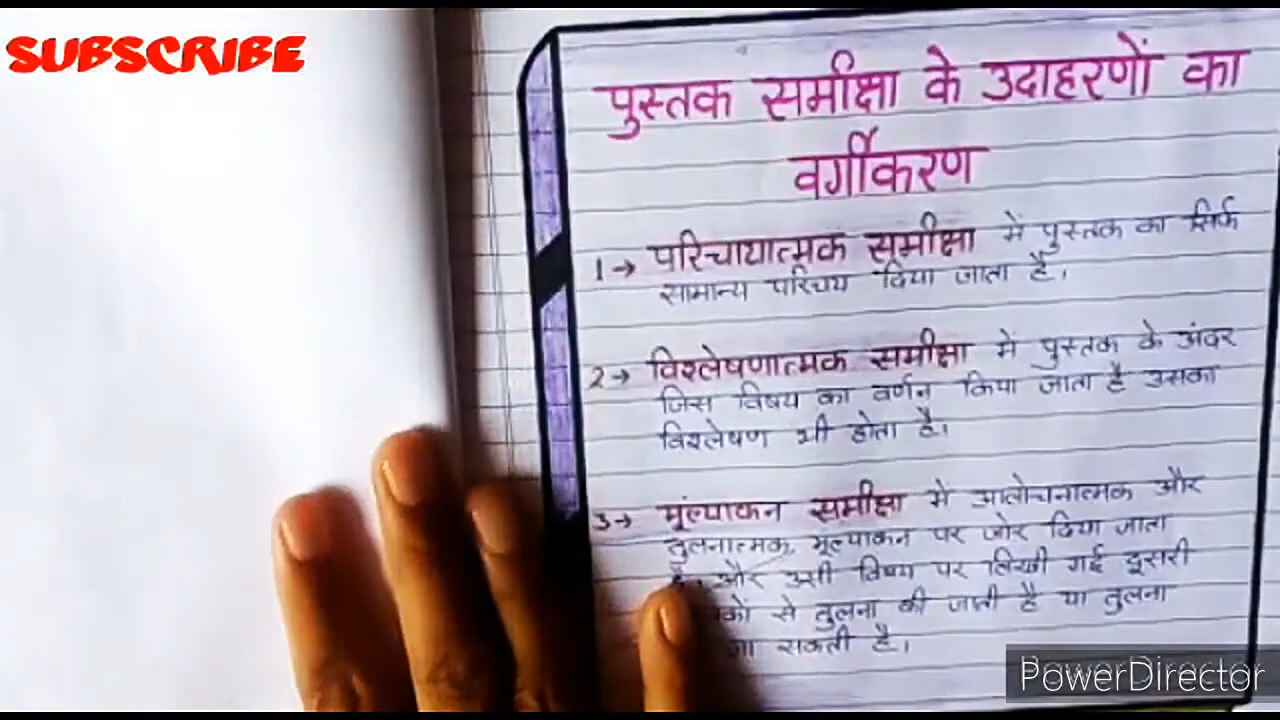 SUBSCRIBE
पुस्तक समीक्षा के उदाहरणों का
वर्गीकरण
1→ परिचायात्मक समीक्षा में पुस्तक का सिर्फ
सामान्य परिचय दिया जाता है।
2→ विश्लेषणात्मक समीक्षा में पुस्तक के अंदर
जिस विषय का वर्णन किया जाता है उसका
विश्लेषण भी होता है।
3→ मूंल्याकन समीक्षा मे आलोचनात्मक और
तुलनात्मक, मूल्याकन पर जोर दिया जाता
और उसी विषय पर लिखी गई दूसरी
से तुलना की जाती है या तुलना
जा सकती है।
PowerDirector